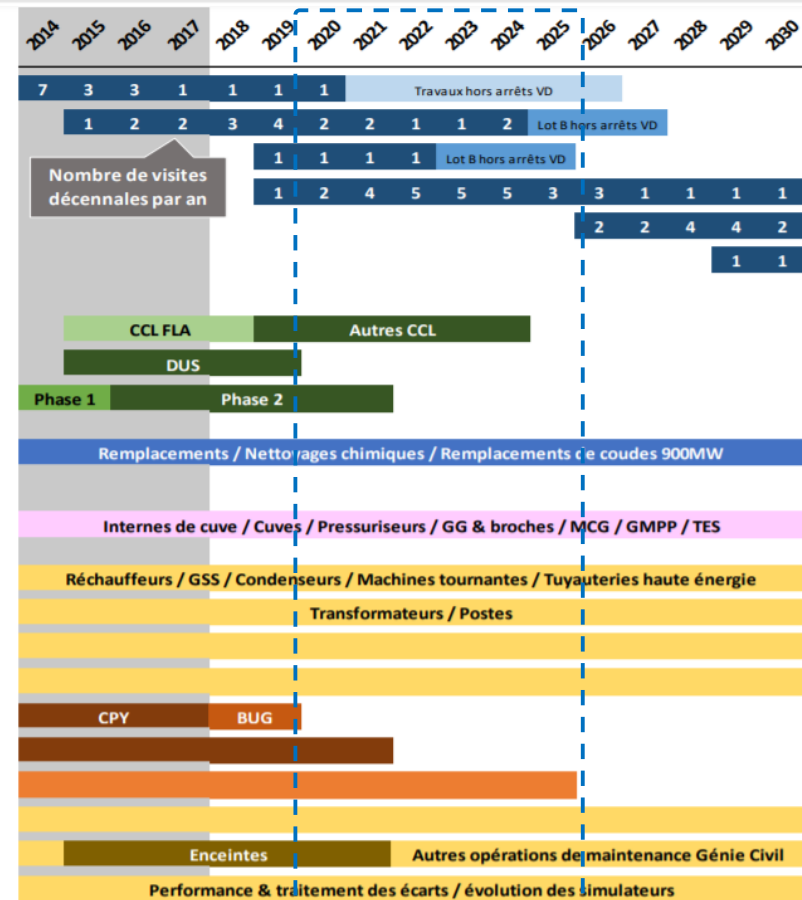 2014 2015 2016 2017 2018 2019 2020 2021 2022 2023 2024 2025 2026 2027 2028 2029 2030
7 3 3 1 1 1 1 Travaux hors arrêts VD
1 2 2 3 4 2 2 1 1 2 Lot B hors arrêts VD
Nombre de visites
décennales par an
1 1 1 1 Lot B hors arrêts VD
1 2 4 5 5 5 3 3 1 1 1 1
2 2 4 4 2
1 1
CCL FLA Autres CCL
DUS
Phase 1 Phase 2
Remplacements / Nettoyages chimiques / Remplacements de coudes 900MW
Internes de cuve / Cuves / Pressuriseurs / GG & broches / MCG / GMPP / TES
Réchauffeurs / GSS / Condenseurs / Machines tournantes / Tuyauteries haute énergie
Transformateurs / Postes
CPY BUG
Enceintes Autres opérations de maintenance Génie Civil
Performance & traitement des écarts / évolution des simulateurs